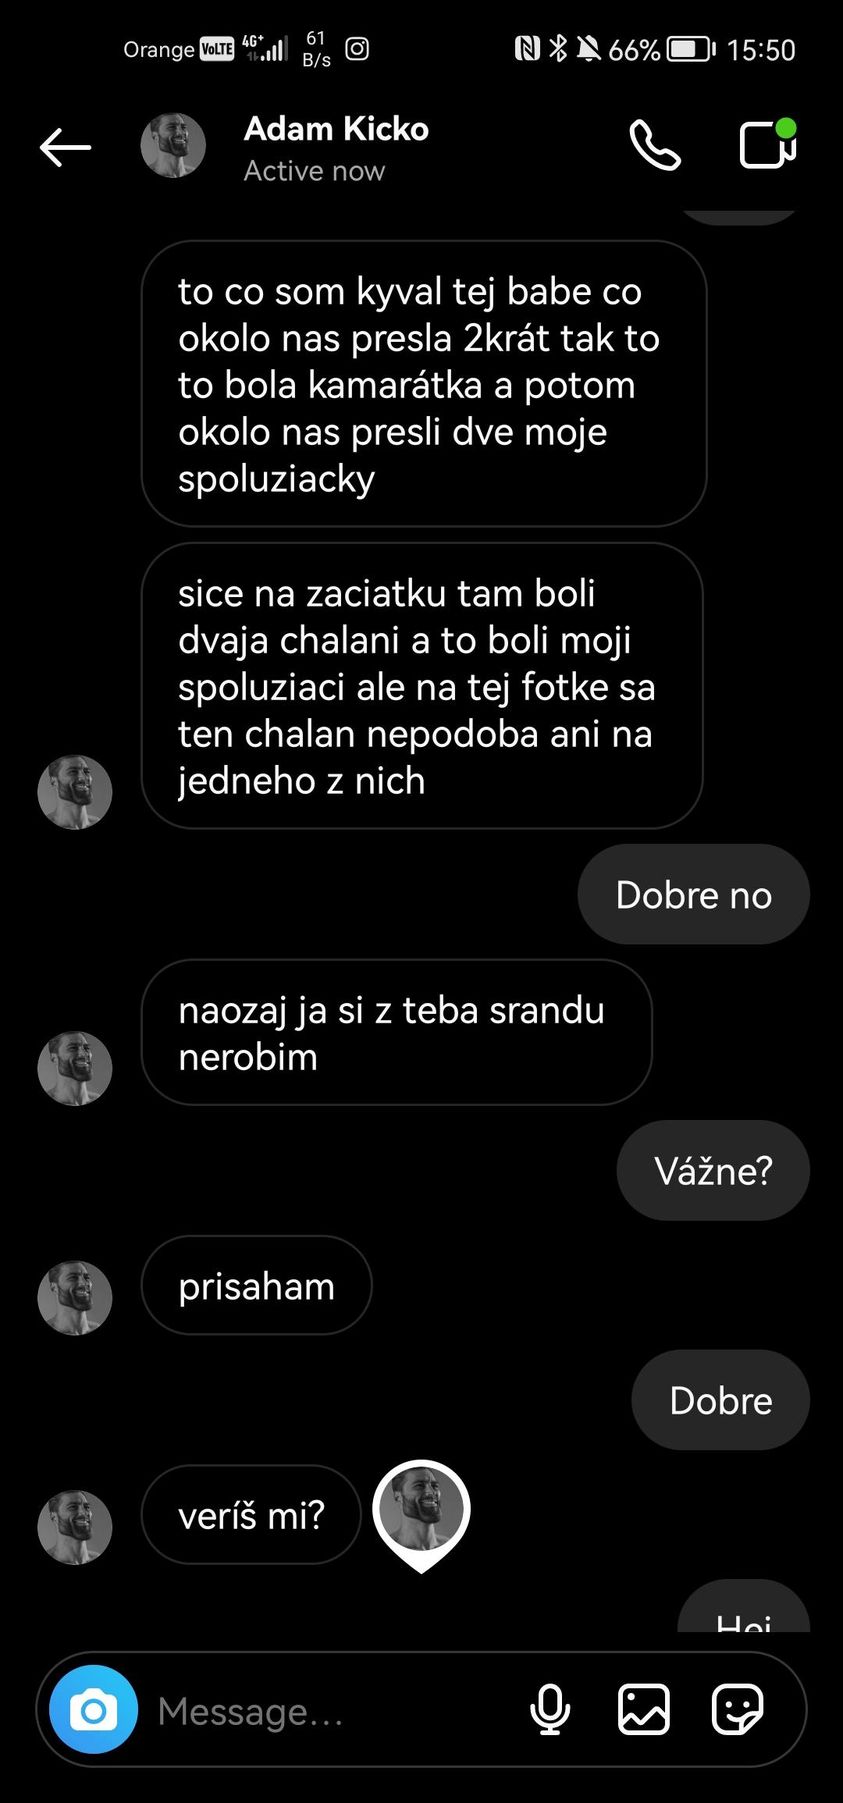 Orange VoLTE 4G+ 61 B/s 66% 15:50
Adam Kicko
Active now
to co som kyval tej babe co
okolo nas presla 2krát tak to
to bola kamarátka a potom
okolo nas presli dve moje
spoluziacky
sice na zaciatku tam boli
dvaja chalani a to boli moji
spoluziaci ale na tej fotke sa
ten chalan nepodoba ani na
jedneho z nich
Dobre no
naozaj ja si z teba srandu
nerobim
Vážne?
prisaham
Dobre
veríš mi?
Hej
Message...